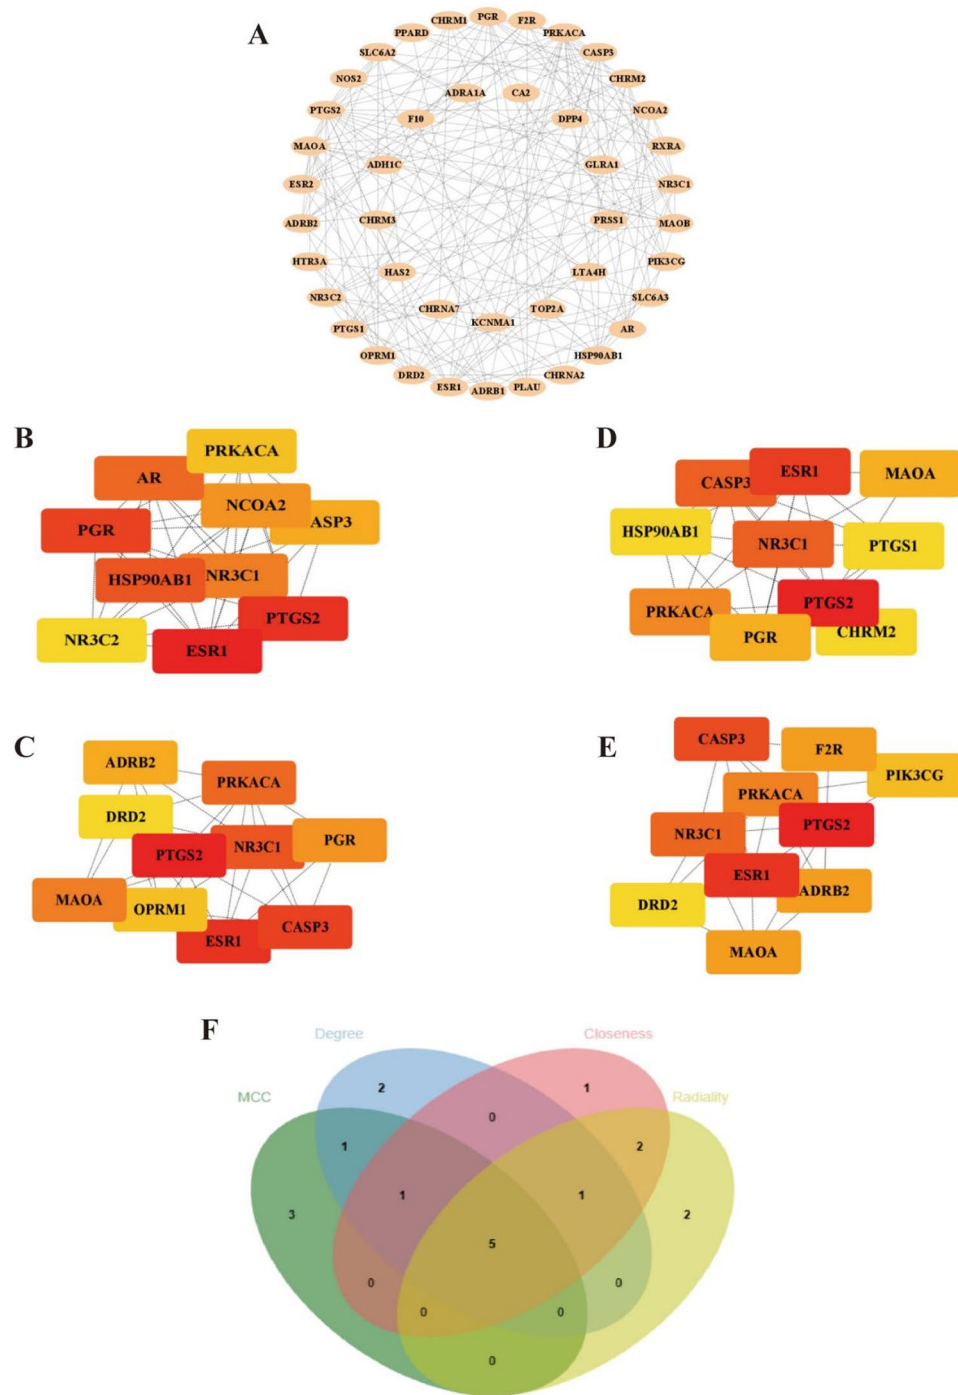 A
CHRM1
PGR
F2R
PPARD
PRKACA
SLC6A2
CASP3
NOS2
CHRM2
ADRA1A
CA2
PTGS2
NCOA2
F10
DPP4
MAOA
RXRA
ADH1C
GLRA1
ESR2
NR3C1
ADRB2
CHRM3
PRSS1
MAOB
HTR3A
PIK3CG
HAS2
LTA4H
NR3C2
SLC6A3
CHRNA7
TOP2A
KCNMA1
PTGS1
AR
OPRM1
HSP90AB1
DRD2
CHRNA2
ESR1
ADRB1
PLAU
B
PRKACA
AR
NCOA2
PGR
ASP3
HSP90AB1
NR3C1
PTGS2
NR3C2
ESR1
D
ESR1
CASP3
MAOA
HSP90AB1
NR3C1
PTGS1
PTGS2
PRKACA
PGR
CHRM2
C
ADRB2
PRKACA
DRD2
PTGS2
NR3C1
PGR
MAOA
OPRM1
ESR1
CASP3
E
CASP3
F2R
PIK3CG
PRKACA
PTGS2
NR3C1
ESR1
DRD2
ADRB2
MAOA
F
Degree
Closeness
MCC
Radiality
2
1
0
1
2
1
1
3
2
5
0
0
0
0
0